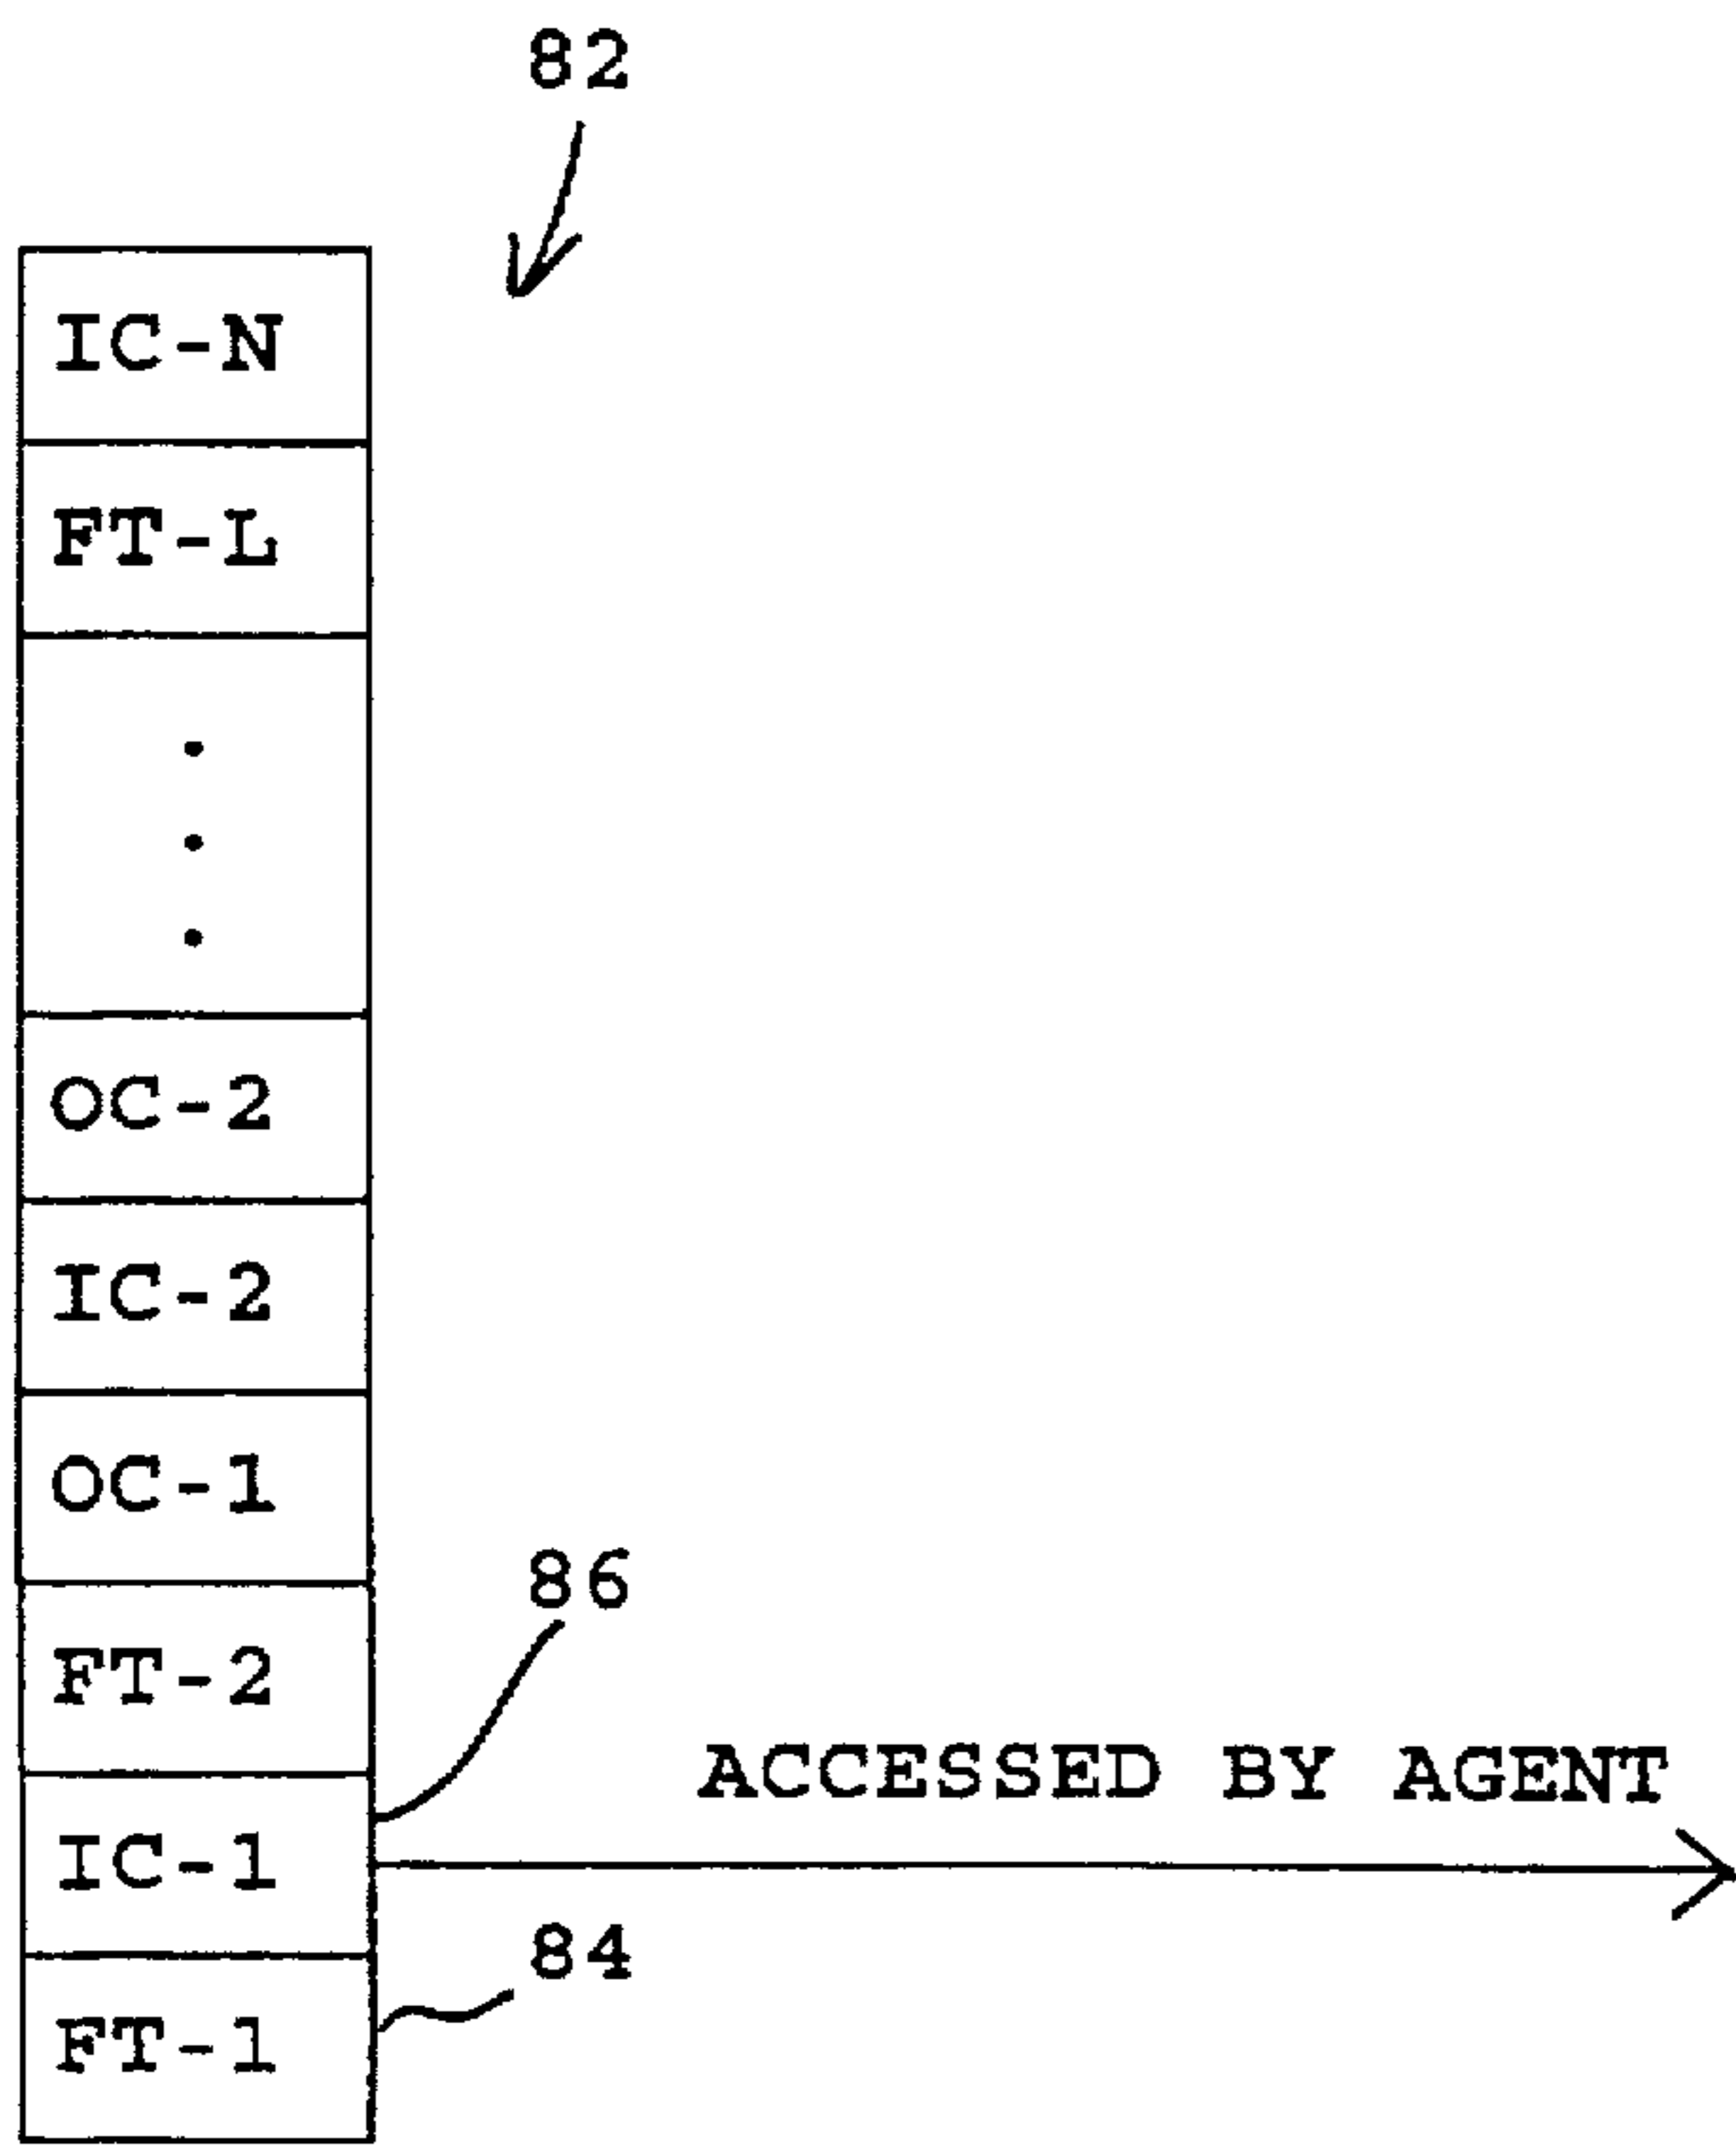 82
IC-N
FT-L
OC-2
IC-2
OC-1
86
FT-2
ACCESSED BY AGENT
IC-1
84
FT-1